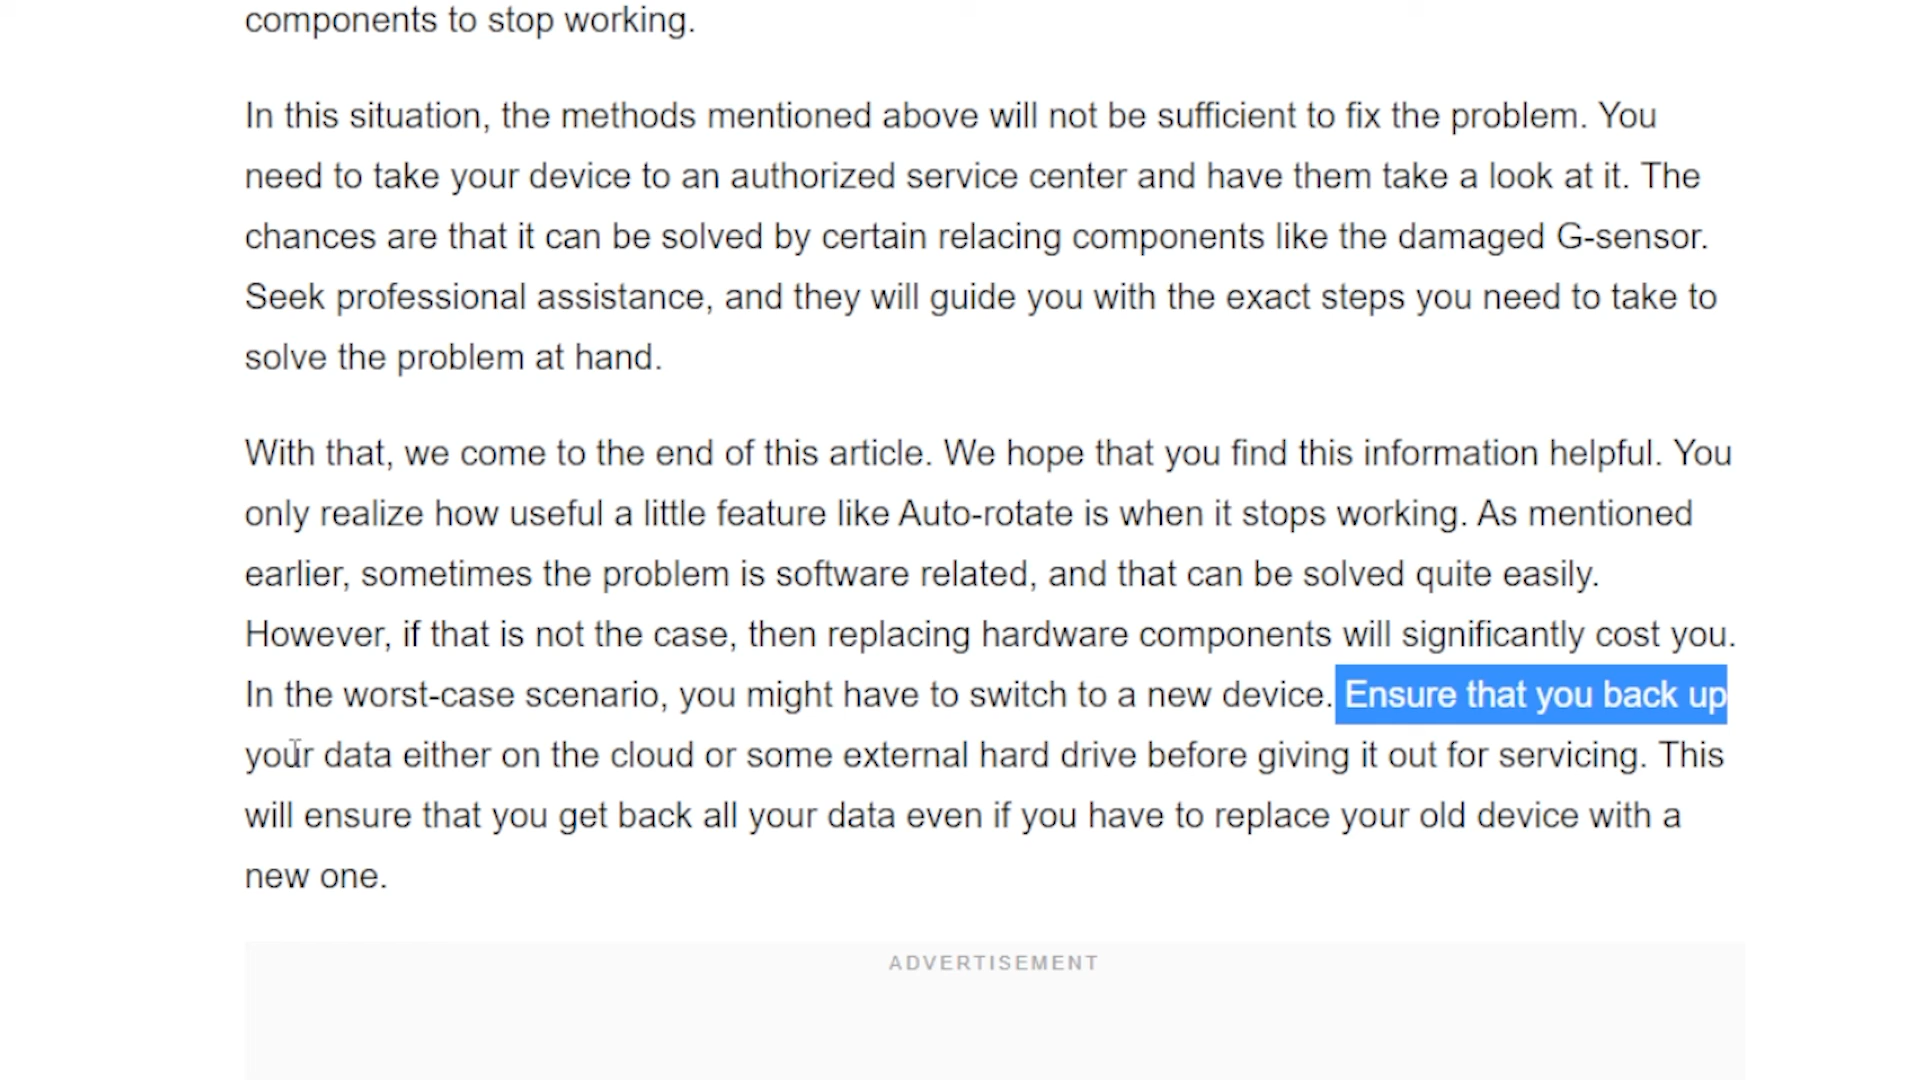 components to stop working.
In this situation, the methods mentioned above will not be sufficient to fix the problem. You
need to take your device to an authorized service center and have them take a look at it. The
chances are that it can be solved by certain relacing components like the damaged G-sensor.
Seek professional assistance, and they will guide you with the exact steps you need to take to
solve the problem at hand.
With that, we come to the end of this article. We hope that you find this information helpful. You
only realize how useful a little feature like Auto-rotate is when it stops working. As mentioned
earlier, sometimes the problem is software related, and that can be solved quite easily.
However, if that is not the case, then replacing hardware components will significantly cost you.
In the worst-case scenario, you might have to switch to a new device. Ensure that you back up
your data either on the cloud or some external hard drive before giving it out for servicing. This
will ensure that you get back all your data even if you have to replace your old device with a
new one.
ADVERTISEMENT